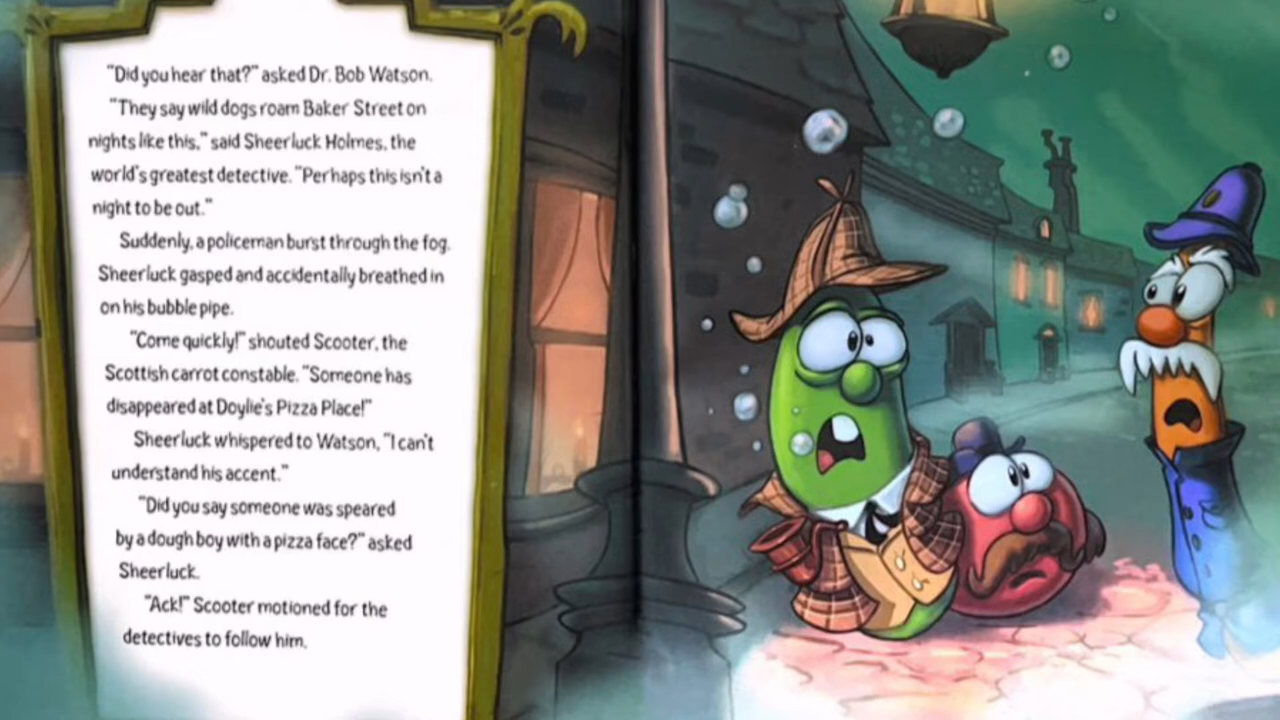 "Did you hear that?" asked Dr. Bob Watson.
"They say wild dogs roam Baker Street on
nights like this," said Sheerluck Holmes, the
world's greatest detective. "Perhaps this isn't a
night to be out."
Suddenly, a policeman burst through the fog.
Sheerluck gasped and accidentally breathed in
on his bubble pipe.
"Come quickly!" shouted Scooter, the
Scottish carrot constable. "Someone has
disappeared at Doylie's Pizza Place!"
Sheerluck whispered to Watson, "I can't
understand his accent."
"Did you say someone was speared
by a dough boy with a pizza face?" asked
Sheerluck.
"Ack!" Scooter motioned for the
detectives to follow him.